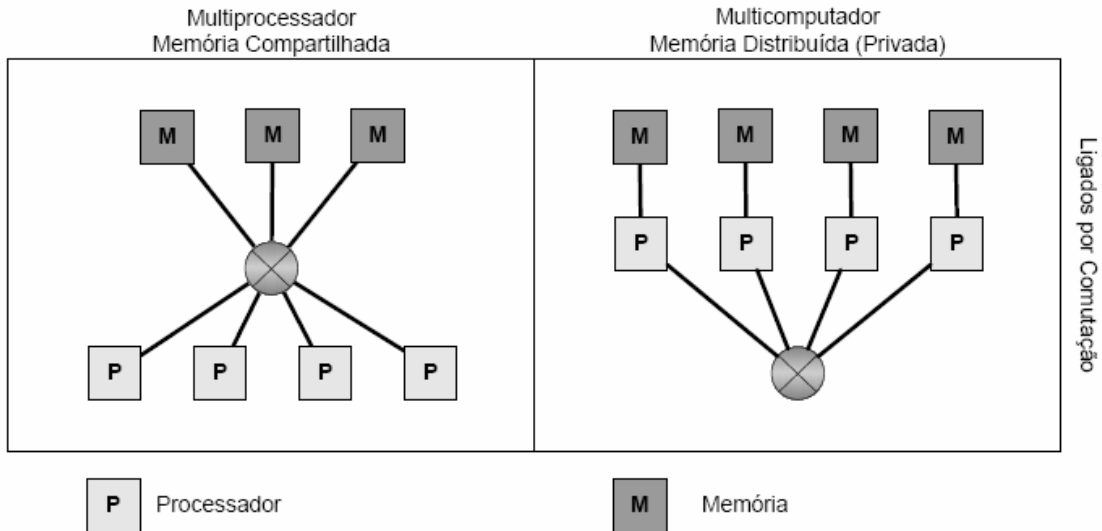 Multiprocessador
Memória Compartilhada
Multicomputador
Memória Distribuída (Privada)
M M M
M M M M
P P P P
P P P P
Ligados por Comutação
P Processador
M Memória